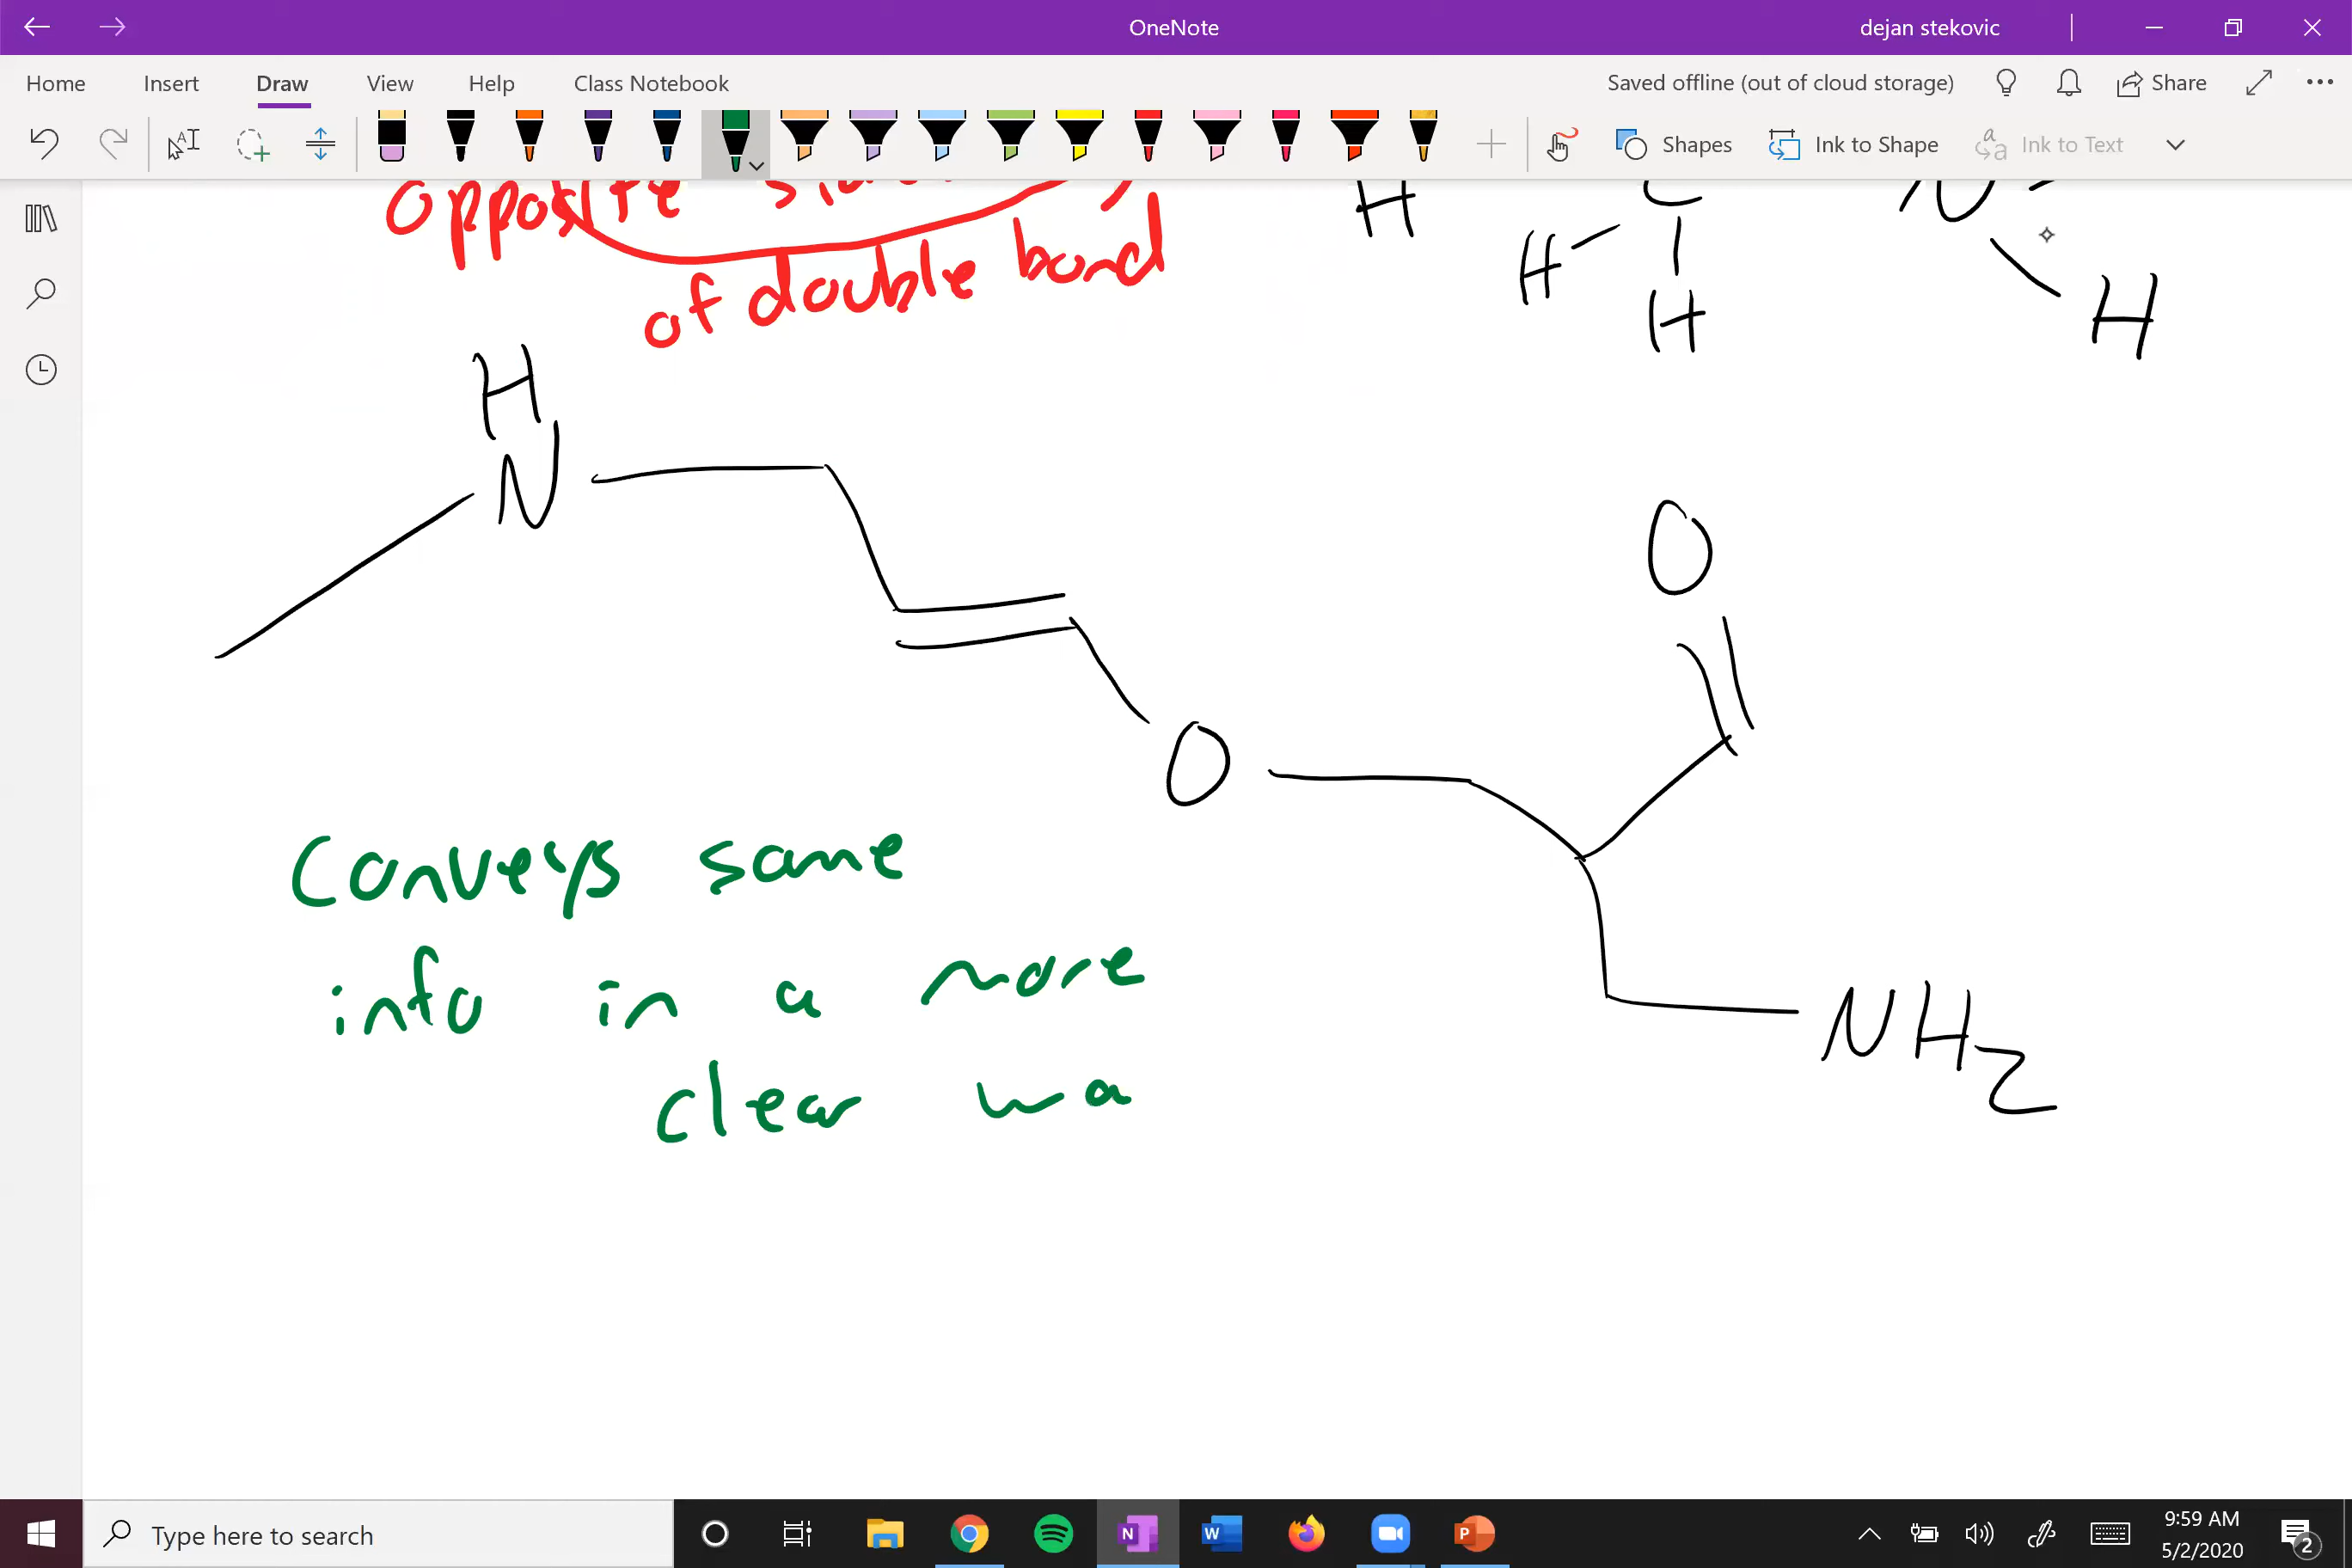 OneNote
dejan stekovic
Home Insert Draw View Help Class Notebook
Saved offline (out of cloud storage)
Share
Shapes
Ink to Shape
Ink to Text
opposite
of double bond
H
H
H
N
H
H
N
O
O
NH2
Conveys same
info in a more
clear wa
Type here to search
9:59 AM
5/2/2020
2